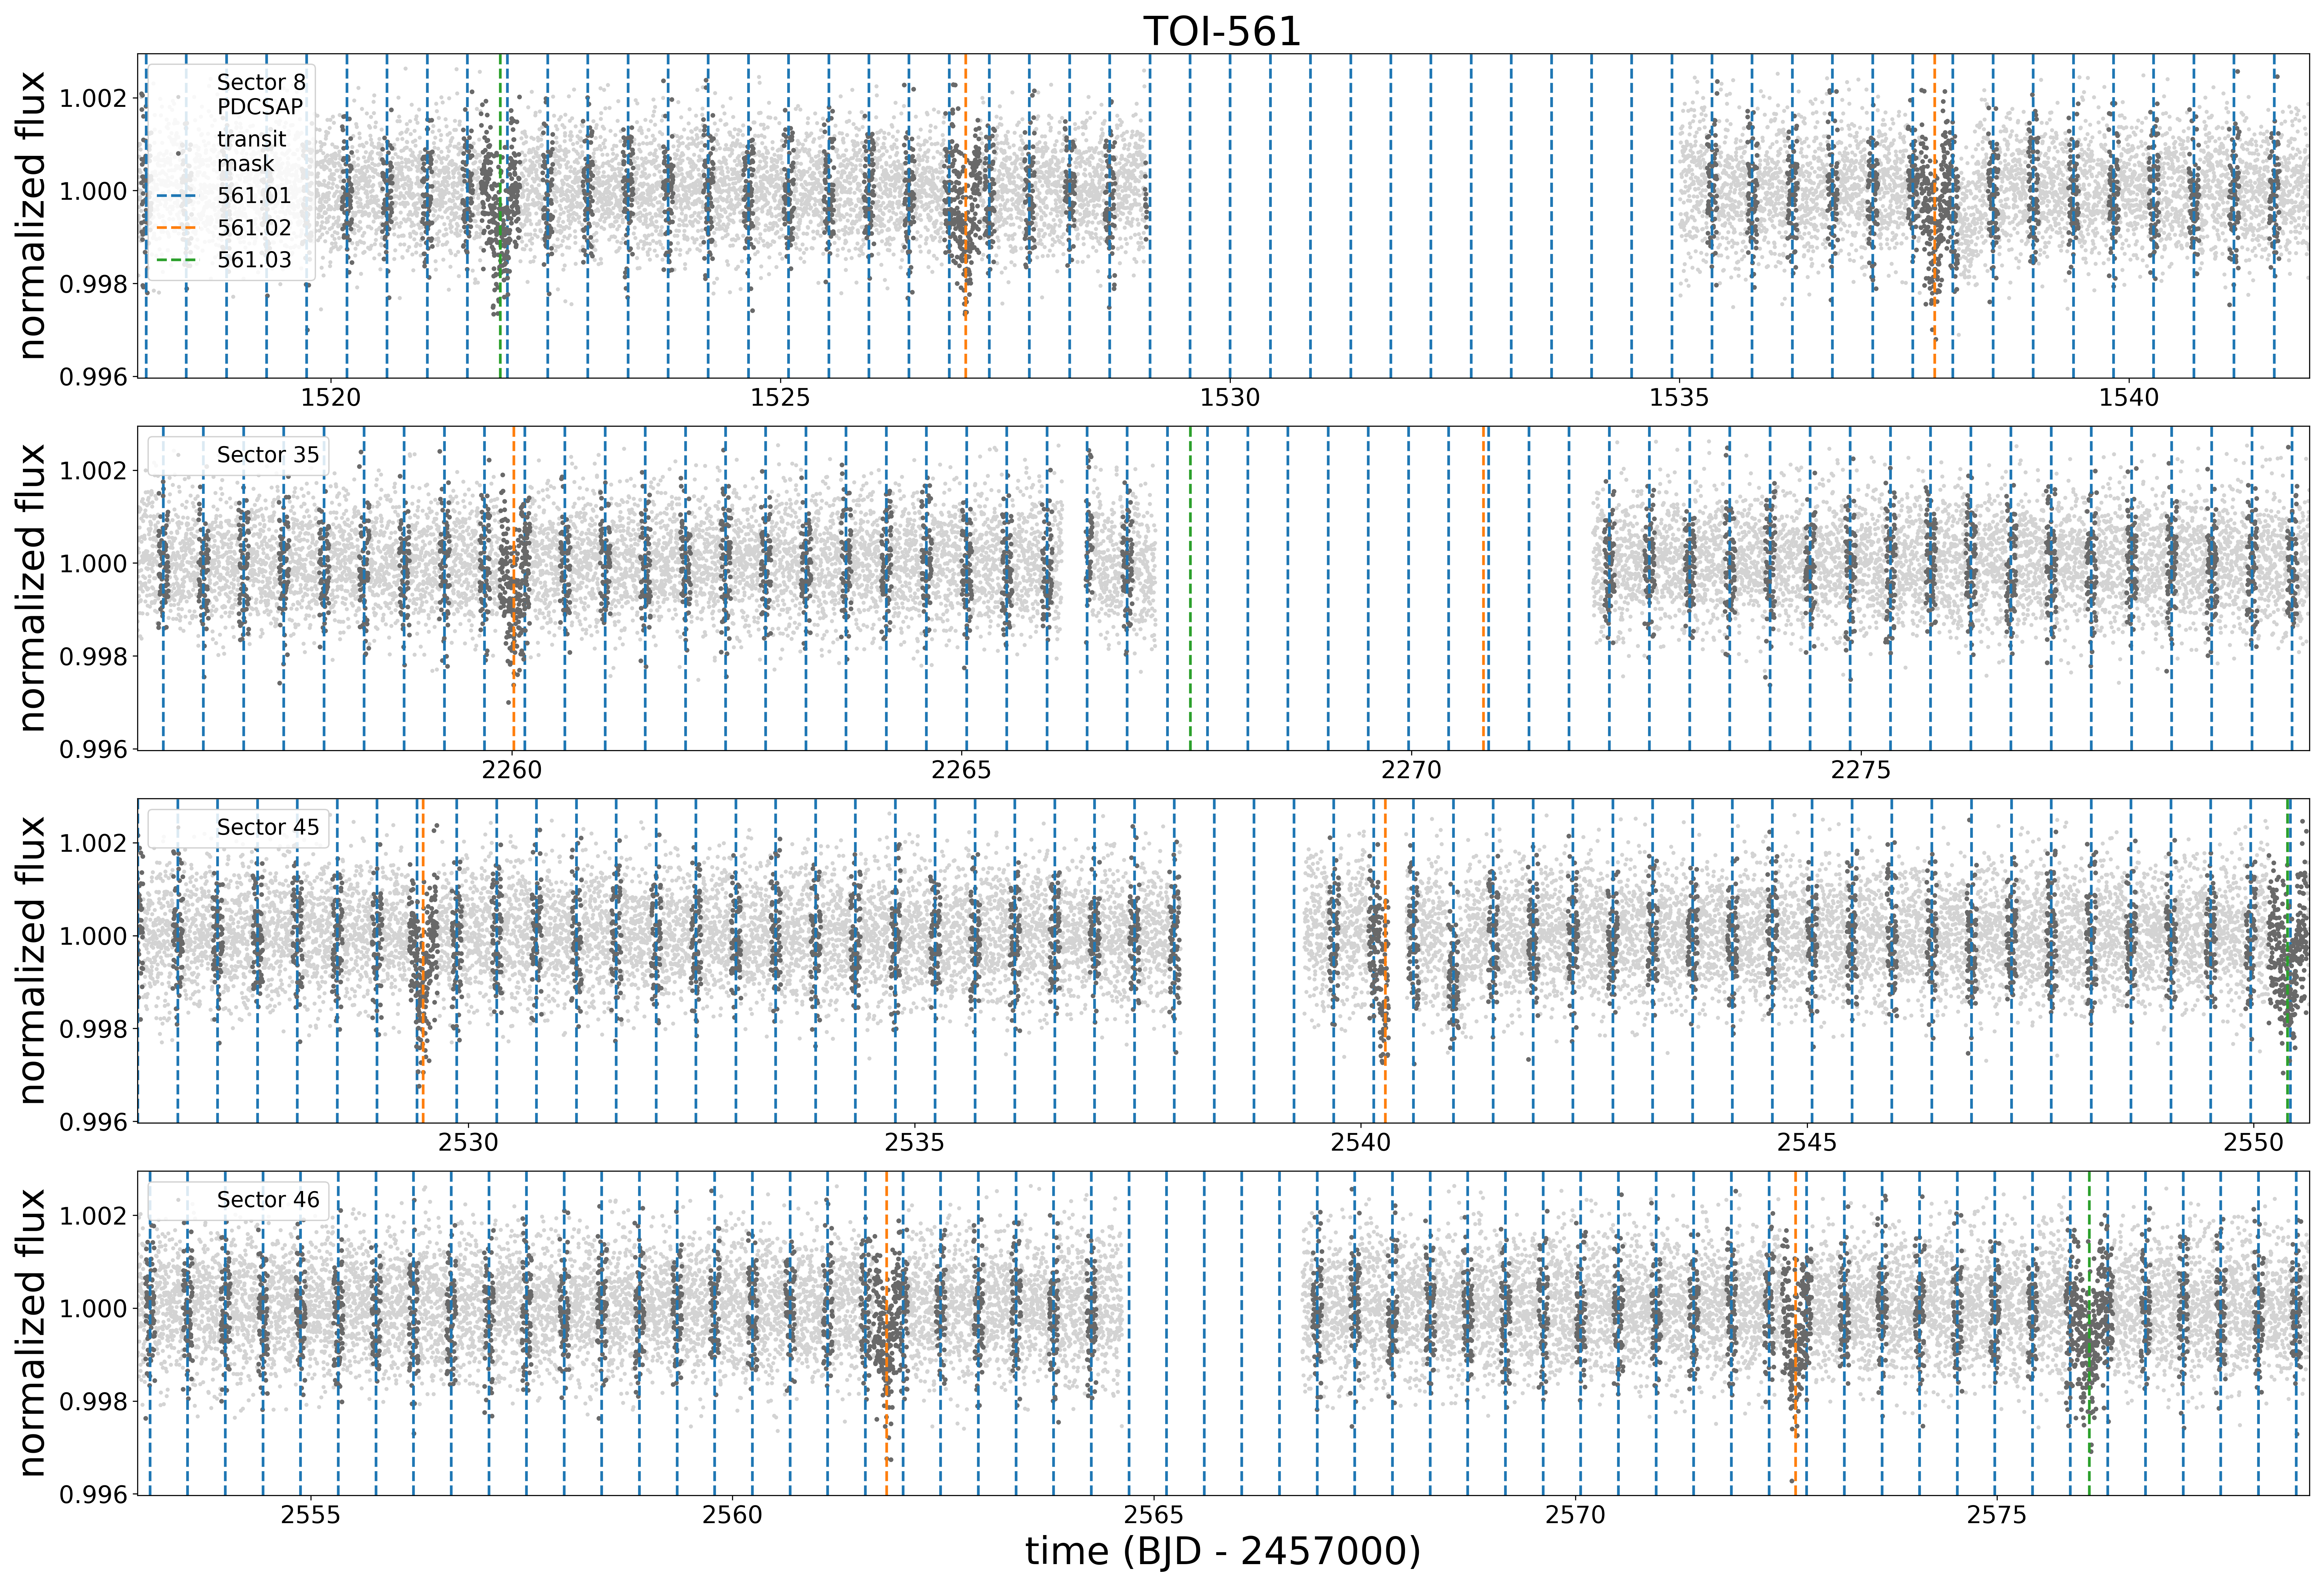 TOI-561
normalized flux
1.002
1.000
0.998
0.996
Sector 8
PDCSAP
transit
mask
561.01
561.02
561.03
1520
1525
1530
1535
1540
normalized flux
1.002
1.000
0.998
0.996
Sector 35
2260
2265
2270
2275
normalized flux
1.002
1.000
0.998
0.996
Sector 45
2530
2535
2540
2545
2550
normalized flux
1.002
1.000
0.998
0.996
Sector 46
2555
2560
2565
2570
2575
time (BJD - 2457000)